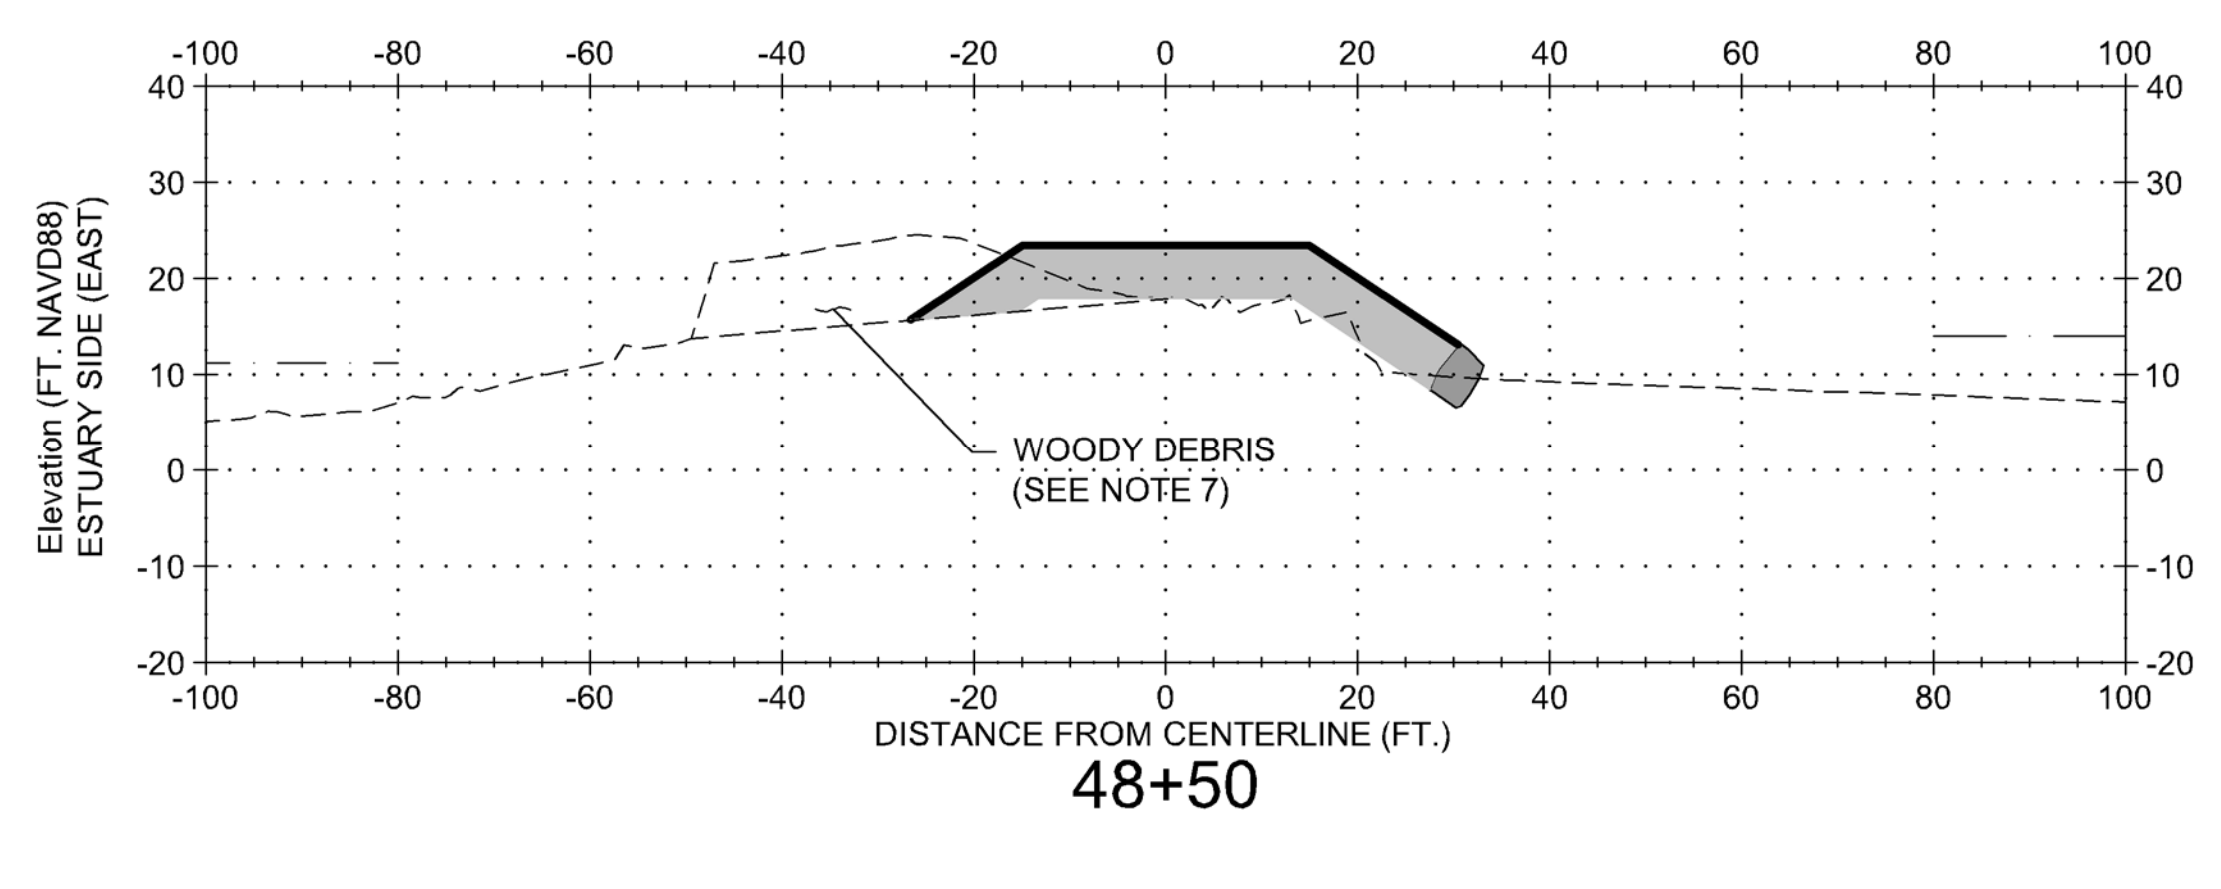 -100 -80 -60 -40 -20 0 20 40 60 80 100
40 40
30 30
20 20
10 10
0 0
-10 -10
-20 -20
Elevation (FT. NAVD88)
ESTUARY SIDE (EAST)
WOODY DEBRIS
(SEE NOTE 7)
-100 -80 -60 -40 -20 0 20 40 60 80 100
DISTANCE FROM CENTERLINE (FT.)
48+50